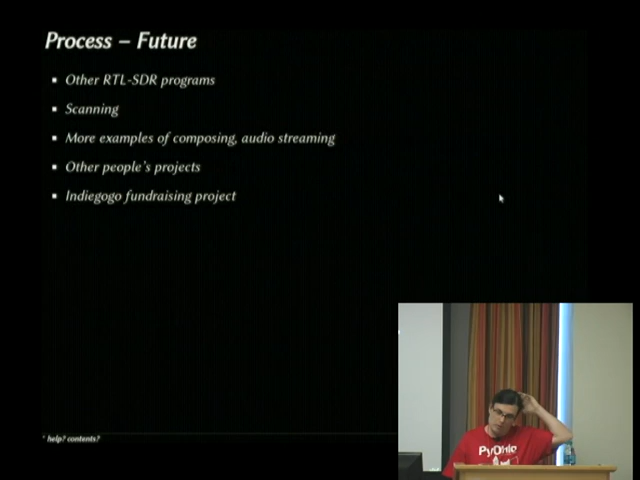 Process – Future
Other RTL-SDR programs
Scanning
More examples of composing, audio streaming
Other people's projects
Indiegogo fundraising project
* help? contents?
PyOhio